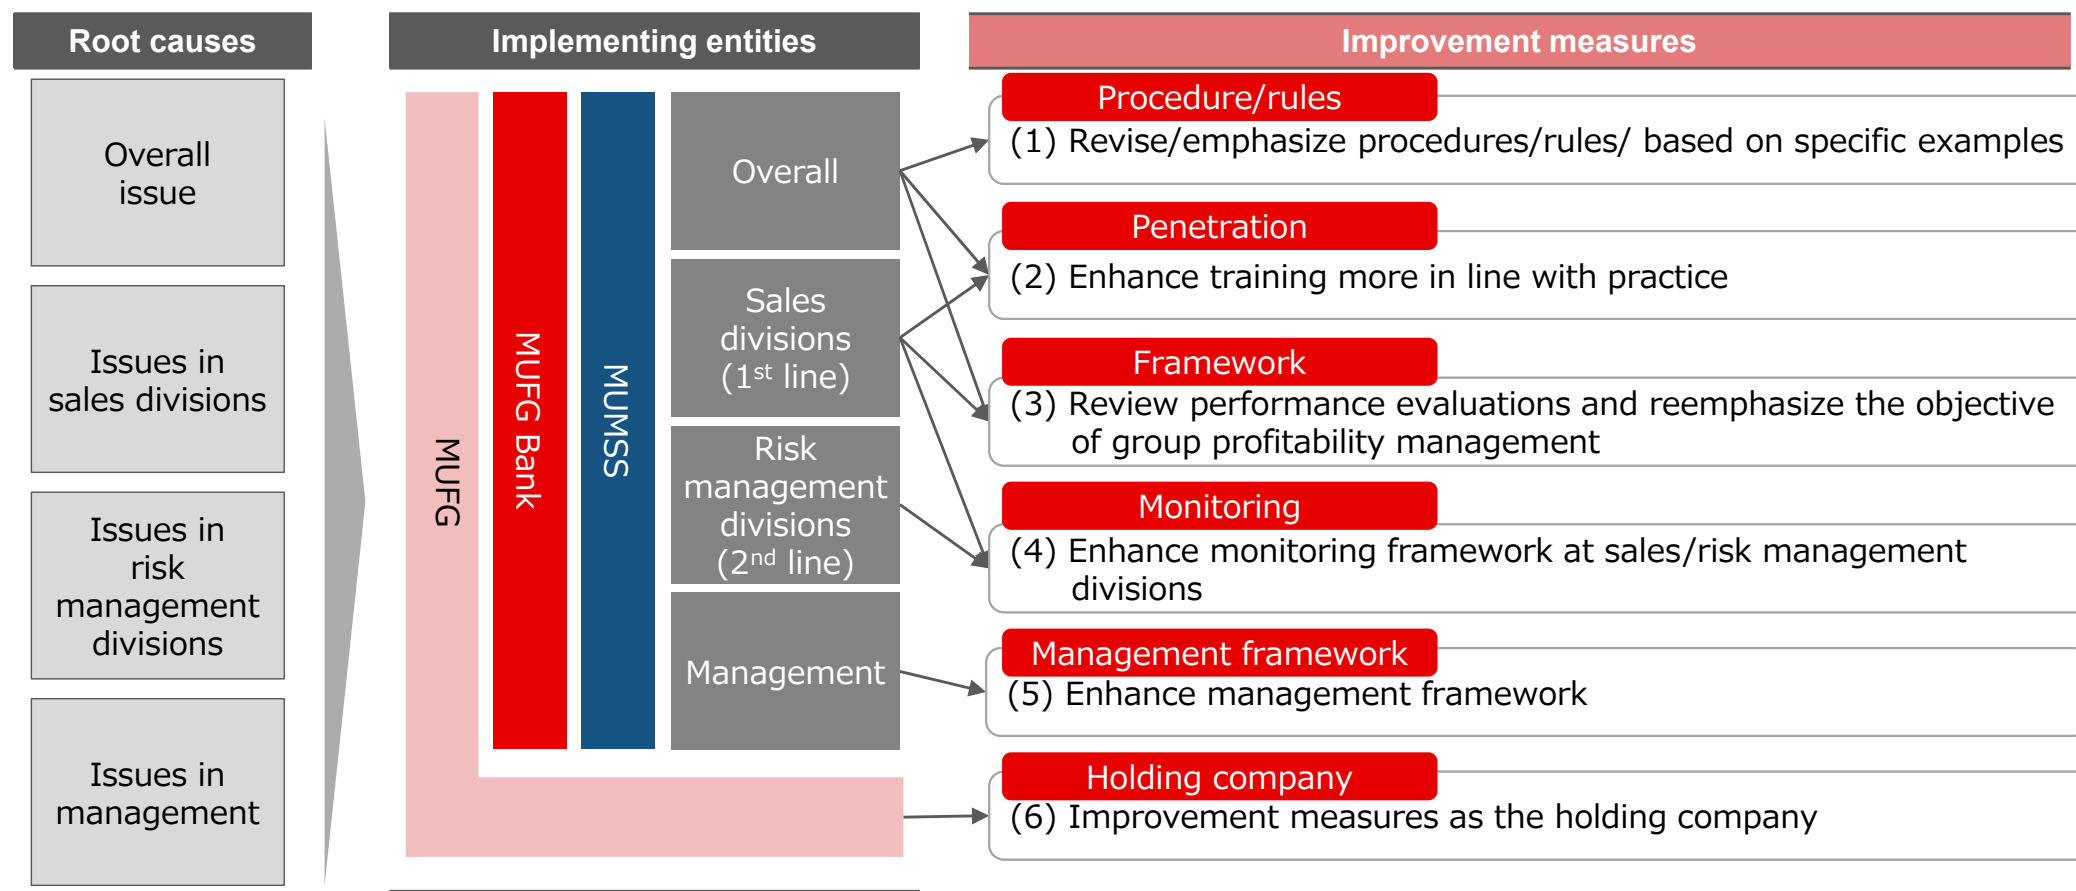 Root causes
Implementing entities
Improvement measures
Overall
issue
Issues in
sales divisions
Issues in
risk
management
divisions
Issues in
management
MUFG
MUFG Bank
MUMSS
Overall
Sales
divisions
(1st line)
Risk
management
divisions
(2nd line)
Management
Procedure/rules
(1) Revise/emphasize procedures/rules/ based on specific examples
Penetration
(2) Enhance training more in line with practice
Framework
(3) Review performance evaluations and reemphasize the objective
of group profitability management
Monitoring
(4) Enhance monitoring framework at sales/risk management
divisions
Management framework
(5) Enhance management framework
Holding company
(6) Improvement measures as the holding company